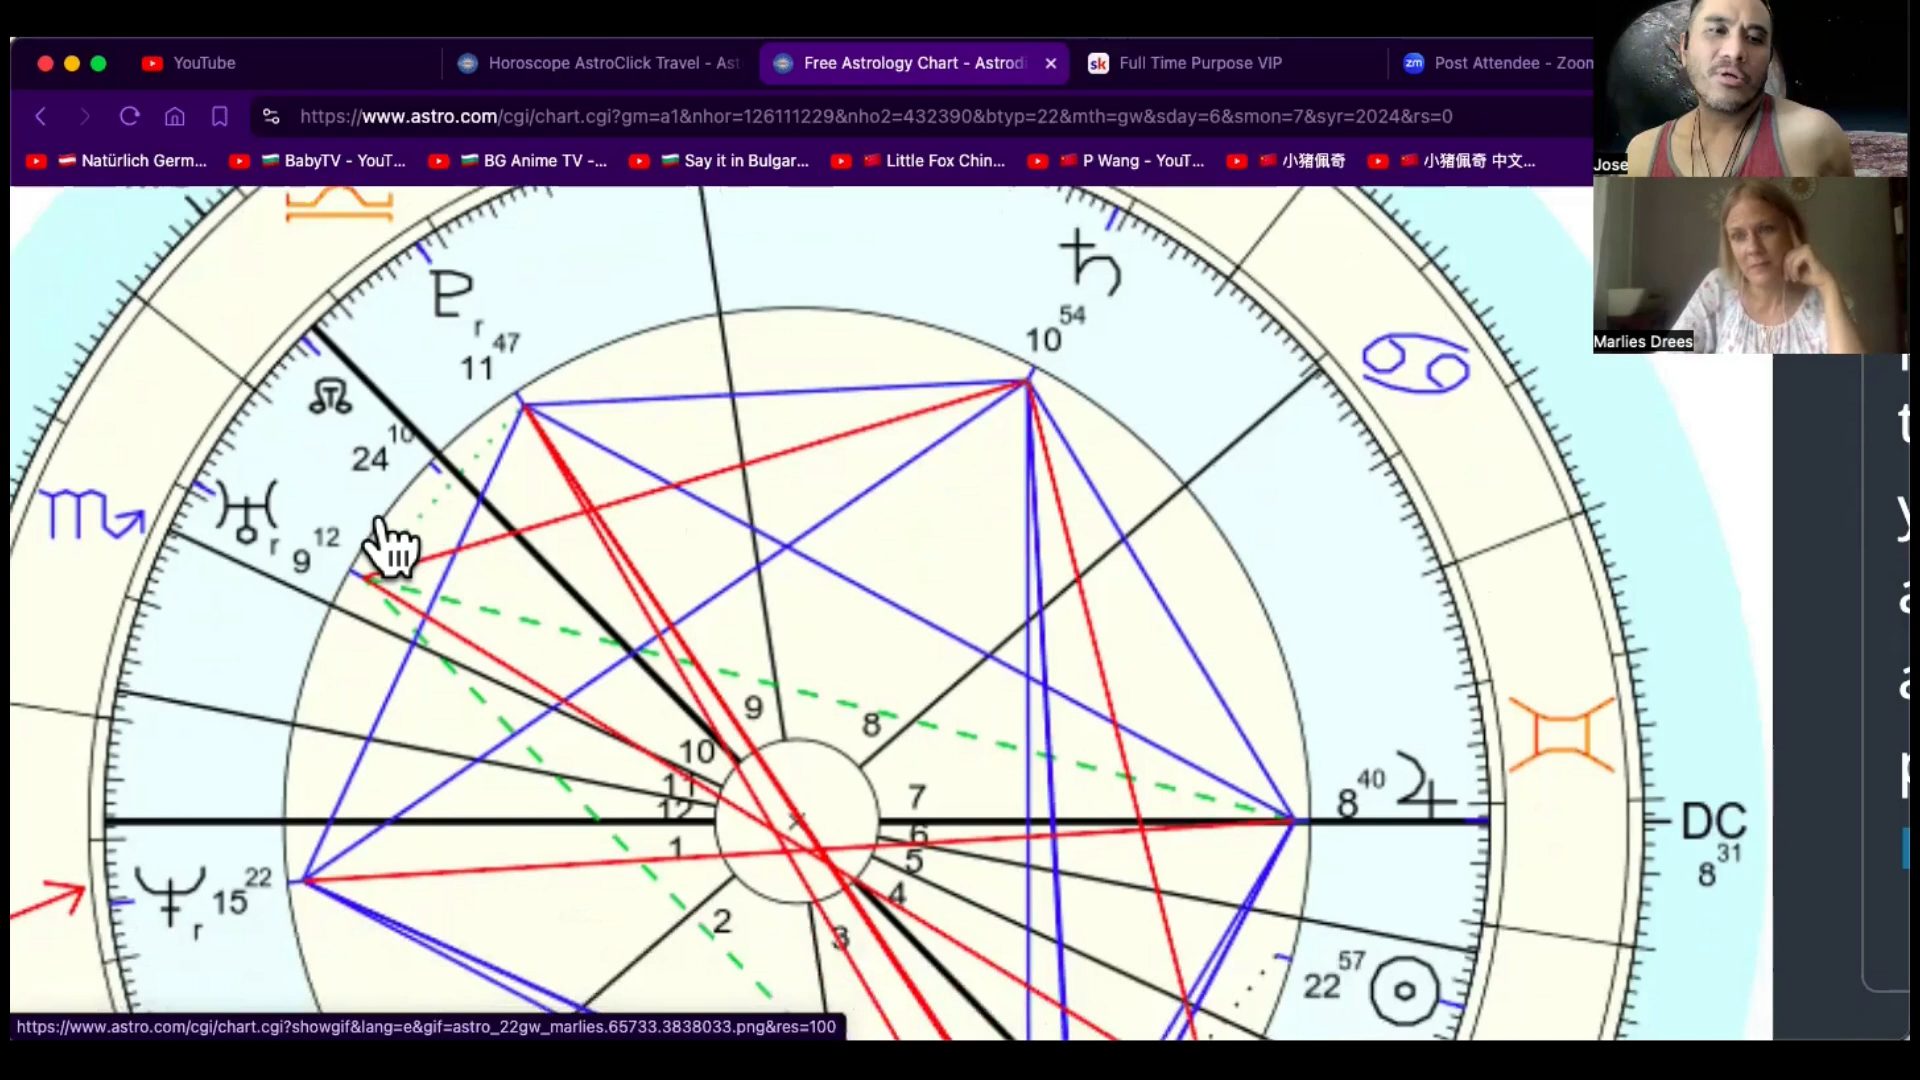 YouTube
Horoscope AstroClick Travel - Ast
Free Astrology Chart - Astrodi
Full Time Purpose VIP
Post Attendee - Zoom
https://www.astro.com/cgi/chart.cgi?gm=a1&nhor=126111229&nho2=432390&btyp=22&mth=gw&sday=6&smon=7&syr=2024&rs=0
Natürlich Germ...
BabyTV - YouT...
BG Anime TV -...
Say it in Bulgar...
Little Fox Chin...
P Wang - YouT...
小猪佩奇
小猪佩奇 中文...
Jose
Marlies Drees
r
11 47
10 54
24 10
r
9 12
9
8
10
11
12
7
6
5
4
1
2
3
8 40
DC
8 31
15 22
r
22 57
y
https://www.astro.com/cgi/chart.cgi?showgif&lang=e&gif=astro_22gw_marlies.65733.3838033.png&res=100